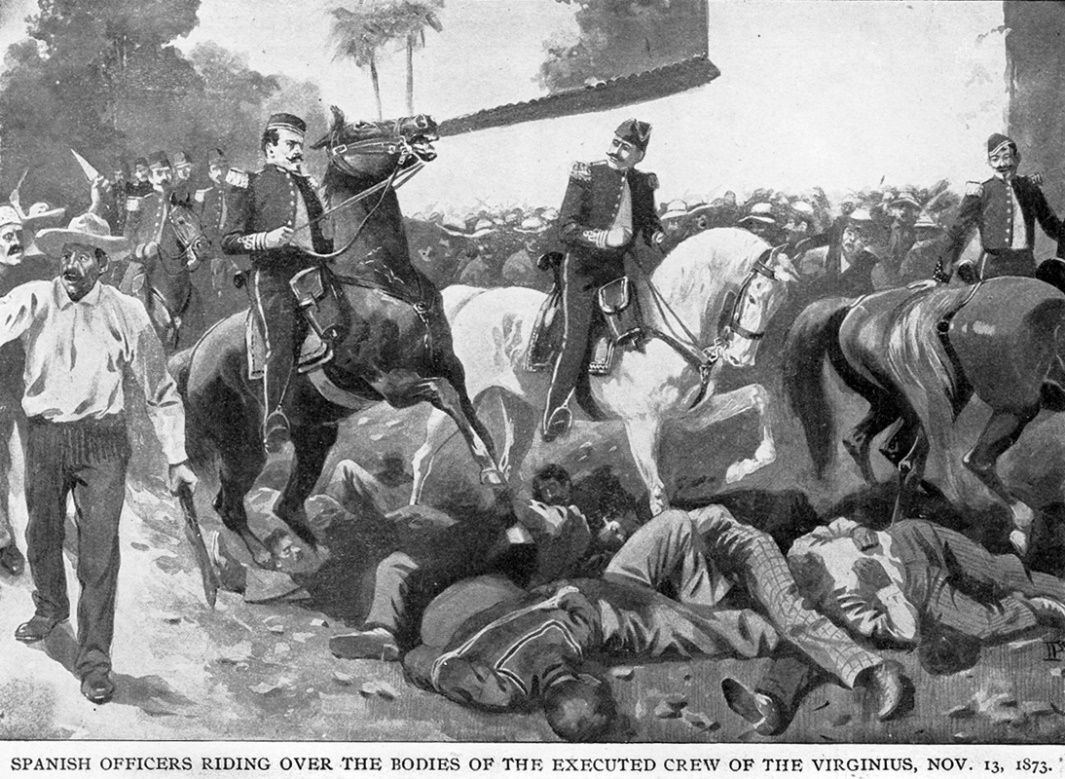 SPANISH OFFICERS RIDING OVER THE BODIES OF THE EXECUTED CREW OF THE VIRGINIUS, NOV. 13, 1873.